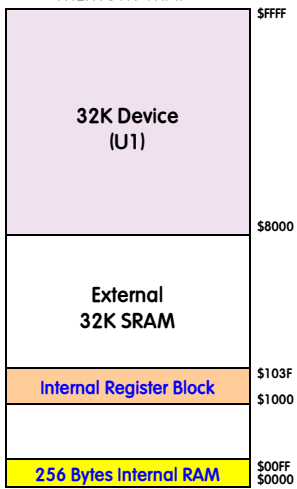 $FFFF
32K Device
(U1)
$8000
External
32K SRAM
$103F
Internal Register Block
$1000
$00FF
256 Bytes Internal RAM
$0000